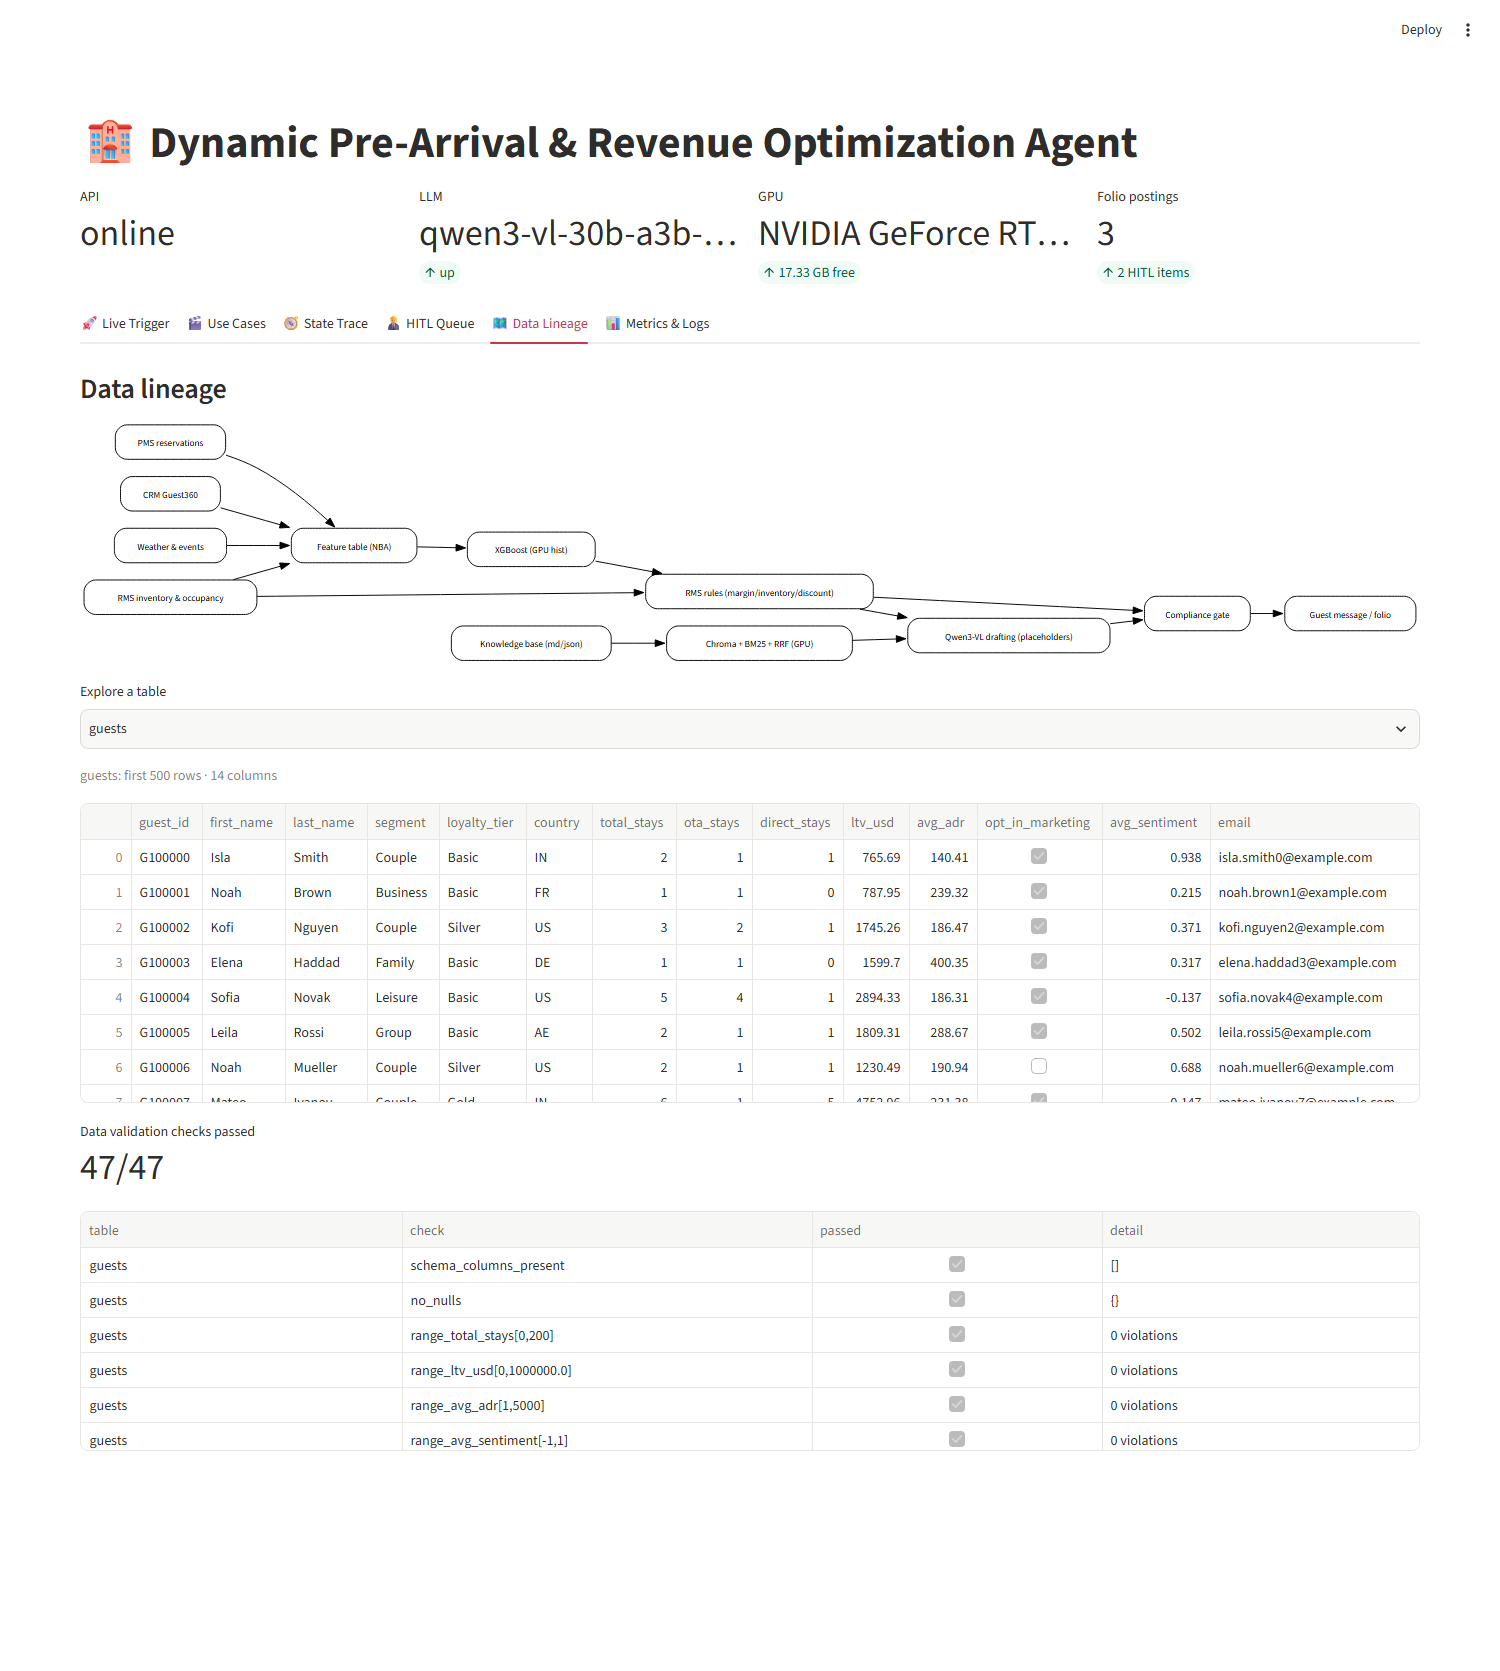 Deploy
🏨 Dynamic Pre-Arrival & Revenue Optimization Agent
API LLM GPU Folio postings
online qwen3-vl-30b-a3b-… NVIDIA GeForce RT… 3
↑ up ↑ 17.33 GB free ↑ 2 HITL items
🚀 Live Trigger 🎬 Use Cases 🧭 State Trace 🧑‍💼 HITL Queue 🗺️ Data Lineage 📊 Metrics & Logs
Data lineage
PMS reservations
CRM Guest360
Weather & events
RMS inventory & occupancy
Feature table (NBA)
XGBoost (GPU hist)
RMS rules (margin/inventory/discount)
Knowledge base (md/json)
Chroma + BM25 + RRF (GPU)
Qwen3-VL drafting (placeholders)
Compliance gate
Guest message / folio
Explore a table
guests
guests: first 500 rows · 14 columns
guest_id first_name last_name segment loyalty_tier country total_stays ota_stays direct_stays ltv_usd avg_adr opt_in_marketing avg_sentiment email
0 G100000 Isla Smith Couple Basic IN 2 1 1 765.69 140.41 0.938 isla.smith0@example.com
1 G100001 Noah Brown Business Basic FR 1 1 0 787.95 239.32 0.215 noah.brown1@example.com
2 G100002 Kofi Nguyen Couple Silver US 3 2 1 1745.26 186.47 0.371 kofi.nguyen2@example.com
3 G100003 Elena Haddad Family Basic DE 1 1 0 1599.7 400.35 0.317 elena.haddad3@example.com
4 G100004 Sofia Novak Leisure Basic US 5 4 1 2894.33 186.31 -0.137 sofia.novak4@example.com
5 G100005 Leila Rossi Group Basic AE 2 1 1 1809.31 288.67 0.502 leila.rossi5@example.com
6 G100006 Noah Mueller Couple Silver US 2 1 1 1230.49 190.94 0.688 noah.mueller6@example.com
7 G100007 Mateo Ivanov Couple Gold IN
Data validation checks passed
47/47
table check passed detail
guests schema_columns_present []
guests no_nulls {}
guests range_total_stays[0,200] 0 violations
guests range_ltv_usd[0,1000000.0] 0 violations
guests range_avg_adr[1,5000] 0 violations
guests range_avg_sentiment[-1,1] 0 violations